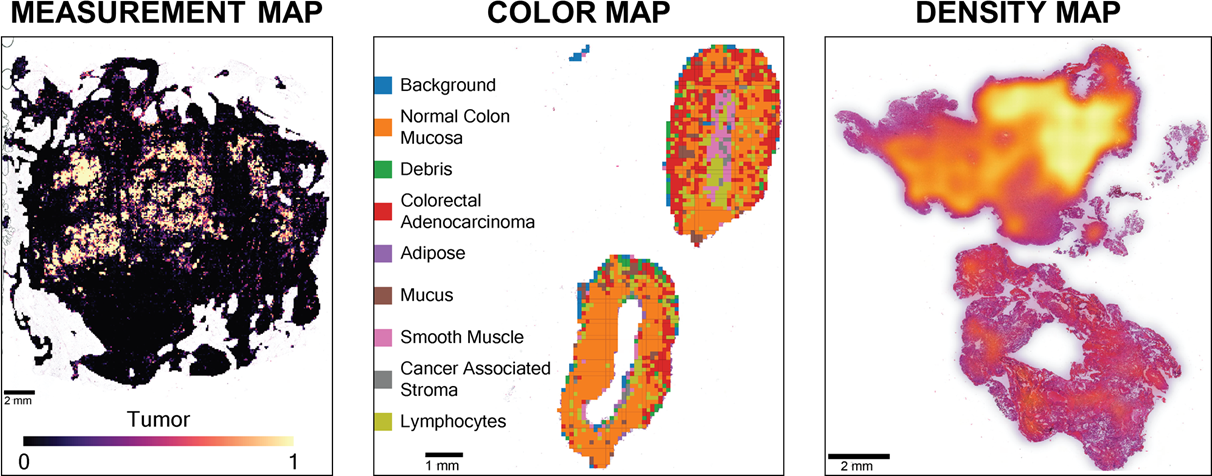 MEASUREMENT MAP
COLOR MAP
DENSITY MAP
2 mm
Tumor
0
1
Background
Normal Colon
Mucosa
Debris
Colorectal
Adenocarcinoma
Adipose
Mucus
Smooth Muscle
Cancer Associated
Stroma
Lymphocytes
1 mm
2 mm